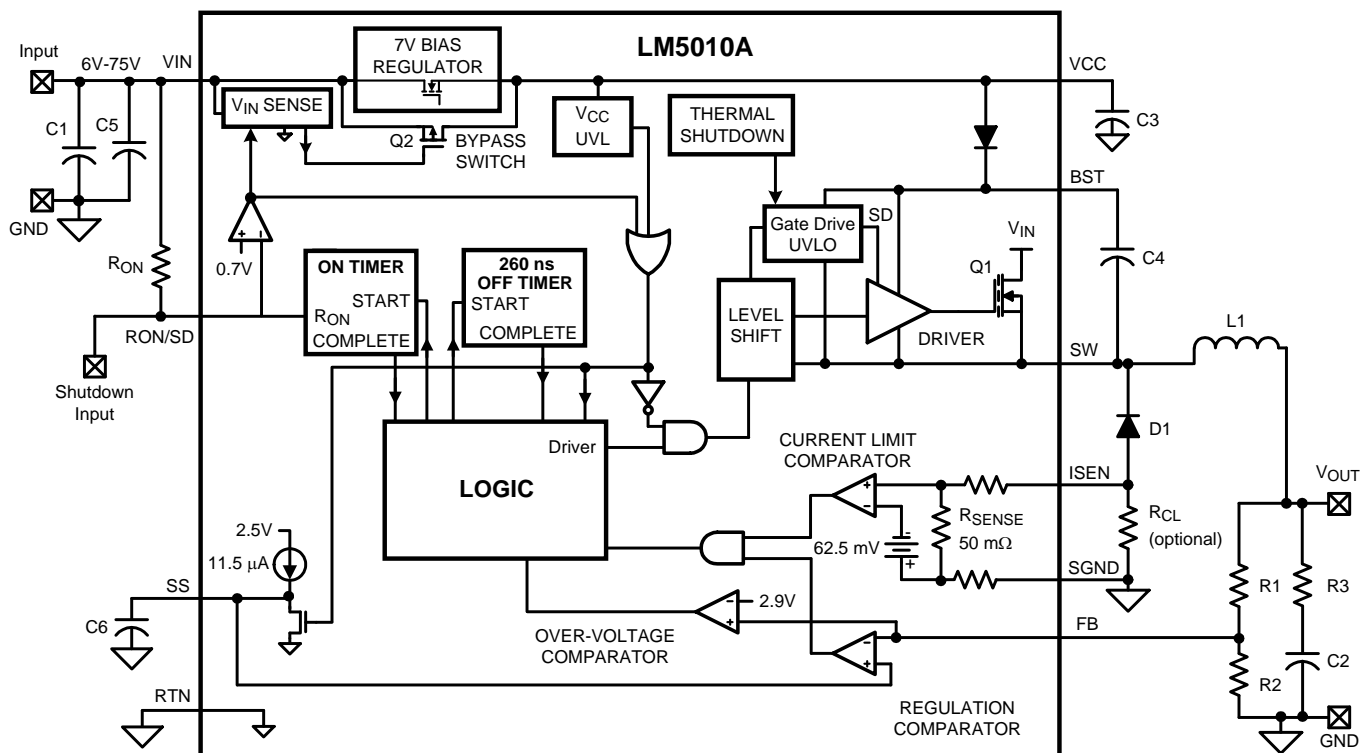 LM5010A
Input
6V-75V
VIN
7V BIAS
REGULATOR
VCC
C1
C5
VIN SENSE
Q2
BYPASS
SWITCH
VCC
UVL
THERMAL
SHUTDOWN
C3
GND
BST
+
-
0.7V
RON
ON TIMER
START
RON
COMPLETE
260 ns
OFF TIMER
START
COMPLETE
Gate Drive
UVLO
SD
VIN
Q1
C4
LEVEL
SHIFT
DRIVER
L1
RON/SD
SW
Shutdown
Input
Driver
LOGIC
D1
CURRENT LIMIT
COMPARATOR
ISEN
VOUT
+
-
-
RSENSE
50 mΩ
62.5 mV
+
RCL
(optional)
SGND
2.5V
11.5 µA
SS
C6
R1
R3
-
2.9V
+
FB
OVER-VOLTAGE
COMPARATOR
-
+
C2
R2
RTN
REGULATION
COMPARATOR
GND